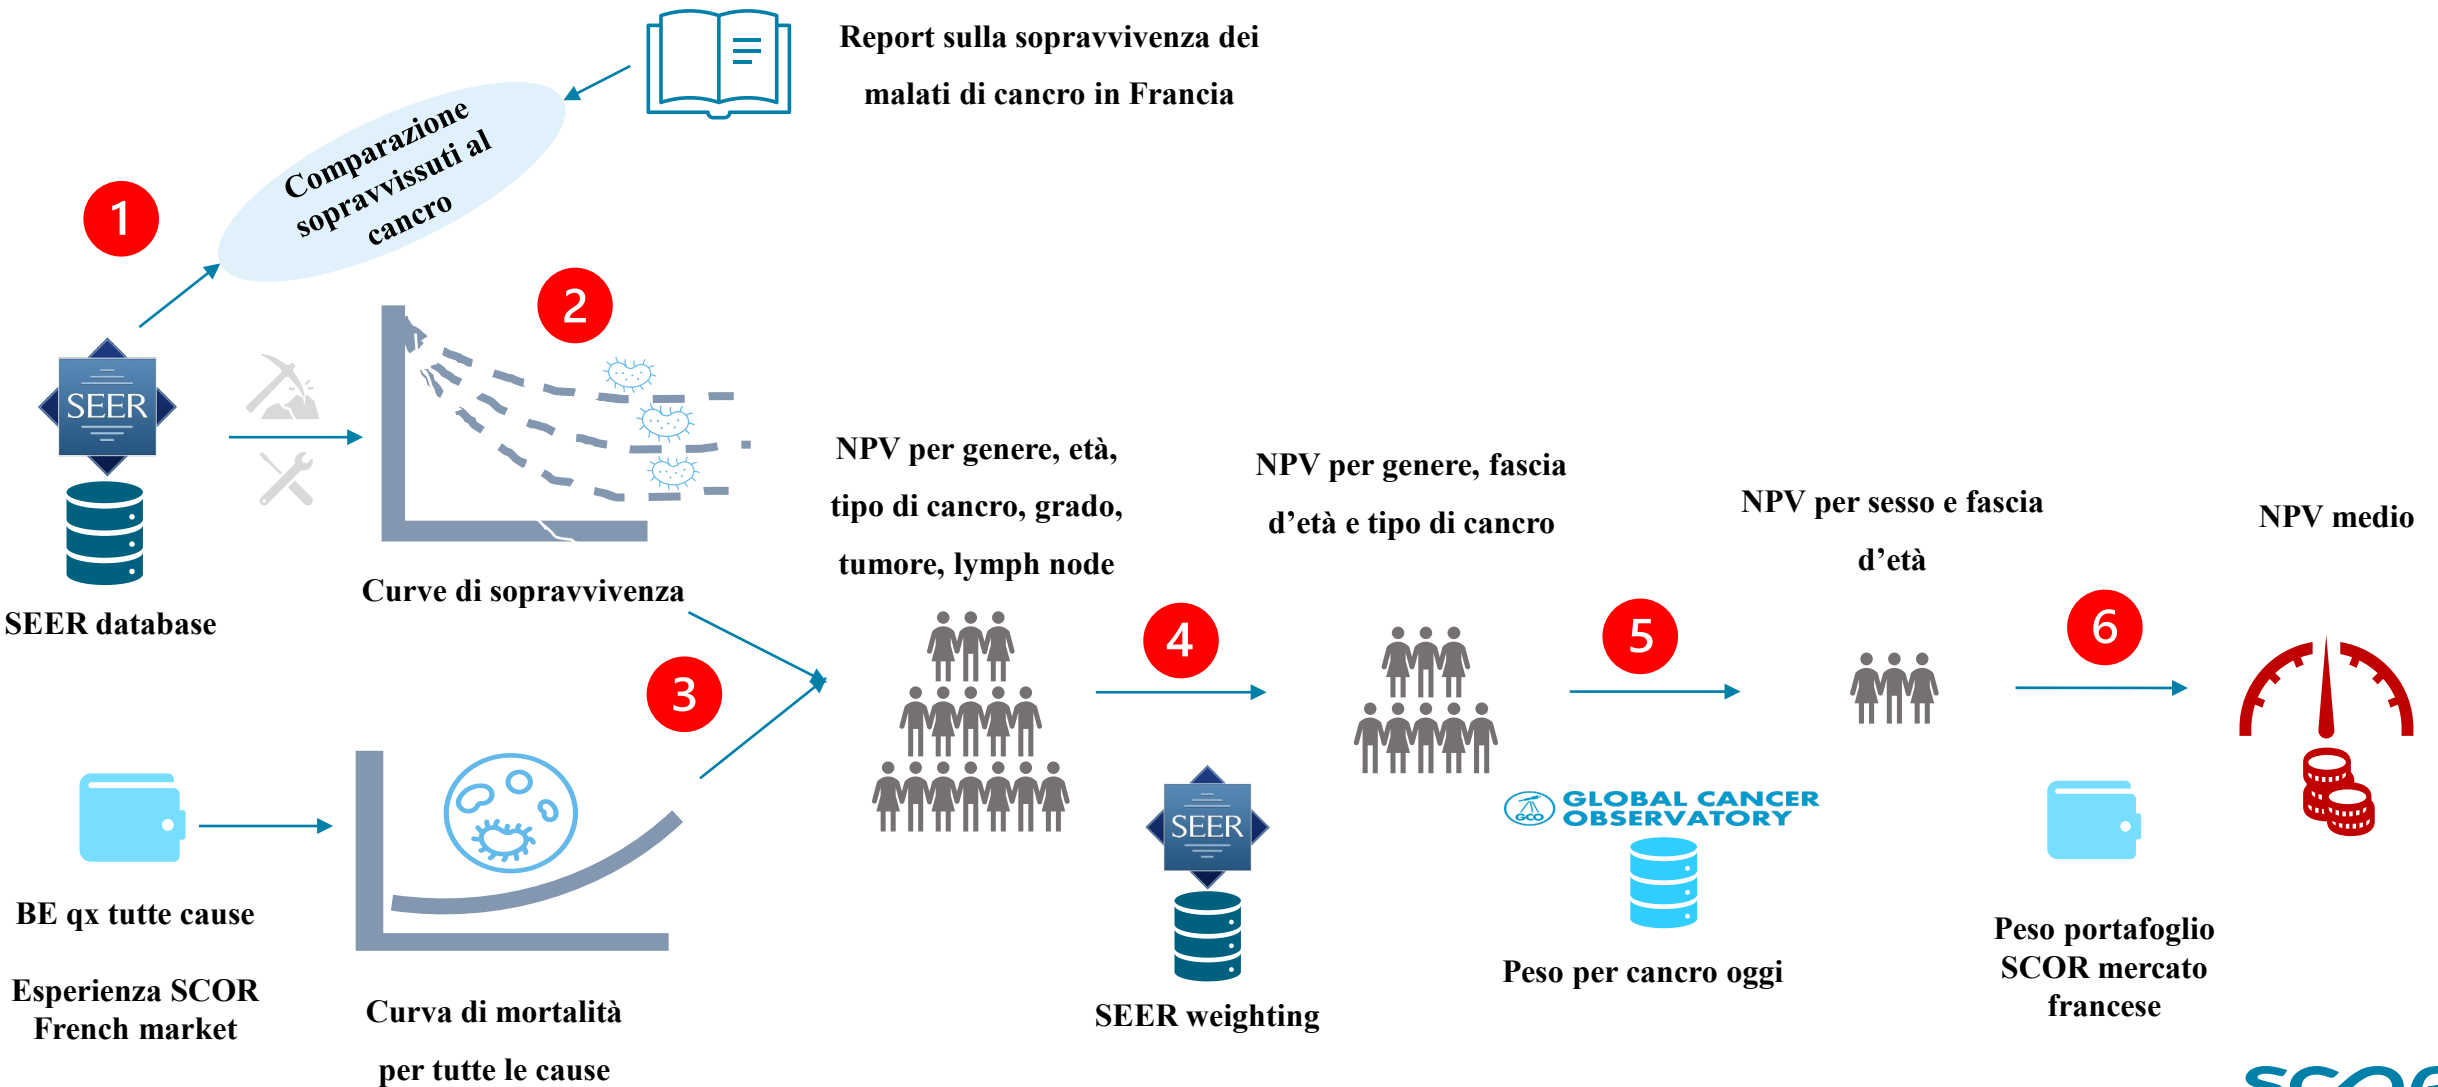 Report sulla sopravvivenza dei
malati di cancro in Francia
Comparazione
sopravvissuti al
cancro
1
2
SEER
SEER database
Curve di sopravvivenza
3
BE qx tutte cause
Esperienza SCOR
French market
Curva di mortalità
per tutte le cause
NPV per genere, età,
tipo di cancro, grado,
tumore, lymph node
4
SEER
SEER weighting
NPV per genere, fascia
d’età e tipo di cancro
5
GCO
GLOBAL CANCER
OBSERVATORY
Peso per cancro oggi
NPV per sesso e fascia
d’età
6
Peso portafoglio
SCOR mercato
francese
NPV medio